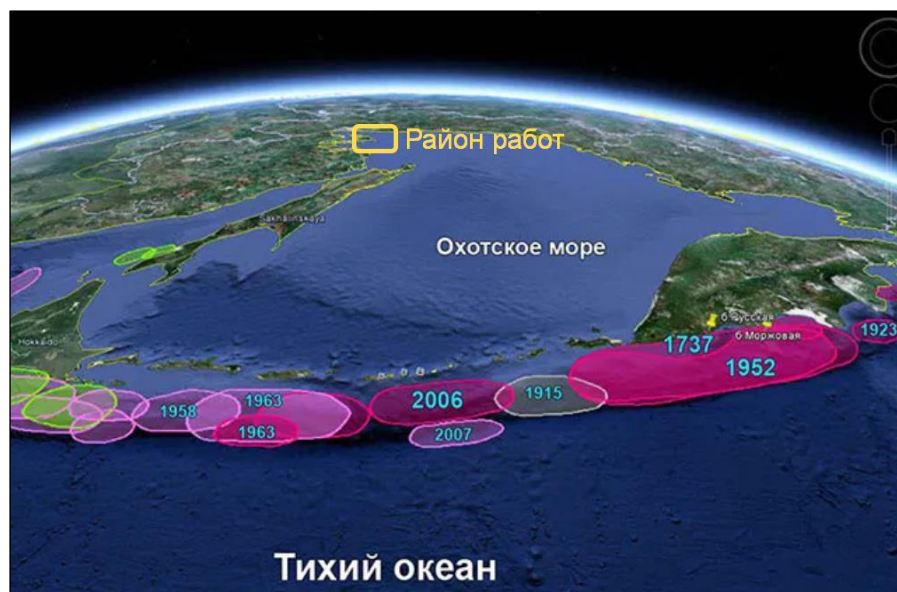 Район работ
Sakhalinskaya
Охотское море
Hokkaido
б Русская
б Моржовая
1737
1923
1952
1958
1963
2006
1915
1963
2007
Тихий океан